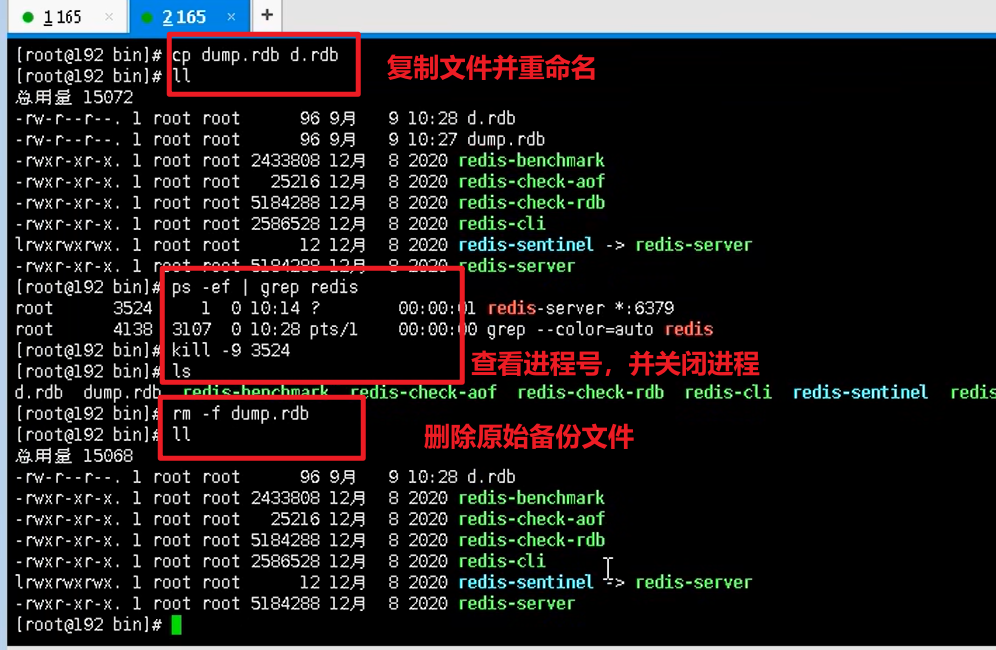 1 165 × 2 165 × +
[root@192 bin]# cp dump.rdb d.rdb
复制文件并重命名
[root@192 bin]# ll
总用量 15072
-rw-r--r--. 1 root root 96 9月 9 10:28 d.rdb
-rw-r--r--. 1 root root 96 9月 9 10:27 dump.rdb
-rwxr-xr-x. 1 root root 2433808 12月 8 2020 redis-benchmark
-rwxr-xr-x. 1 root root 25216 12月 8 2020 redis-check-aof
-rwxr-xr-x. 1 root root 5184288 12月 8 2020 redis-check-rdb
-rwxr-xr-x. 1 root root 2586528 12月 8 2020 redis-cli
lrwxrwxrwx. 1 root root 12 12月 8 2020 redis-sentinel -> redis-server
-rwxr-xr-x. 1 root root 5184288 12月 8 2020 redis-server
[root@192 bin]# ps -ef | grep redis
root 3524 1 0 10:14 ? 00:00:01 redis-server *:6379
root 4138 3107 0 10:28 pts/1 00:00:00 grep --color=auto redis
[root@192 bin]# kill -9 3524
查看进程号，并关闭进程
[root@192 bin]# ls
d.rdb dump.rdb redis-benchmark redis-check-aof redis-check-rdb redis-cli redis-sentinel redis
[root@192 bin]# rm -f dump.rdb
删除原始备份文件
[root@192 bin]# ll
总用量 15068
-rw-r--r--. 1 root root 96 9月 9 10:28 d.rdb
-rwxr-xr-x. 1 root root 2433808 12月 8 2020 redis-benchmark
-rwxr-xr-x. 1 root root 25216 12月 8 2020 redis-check-aof
-rwxr-xr-x. 1 root root 5184288 12月 8 2020 redis-check-rdb
-rwxr-xr-x. 1 root root 2586528 12月 8 2020 redis-cli
lrwxrwxrwx. 1 root root 12 12月 8 2020 redis-sentinel -> redis-server
-rwxr-xr-x. 1 root root 5184288 12月 8 2020 redis-server
[root@192 bin]#